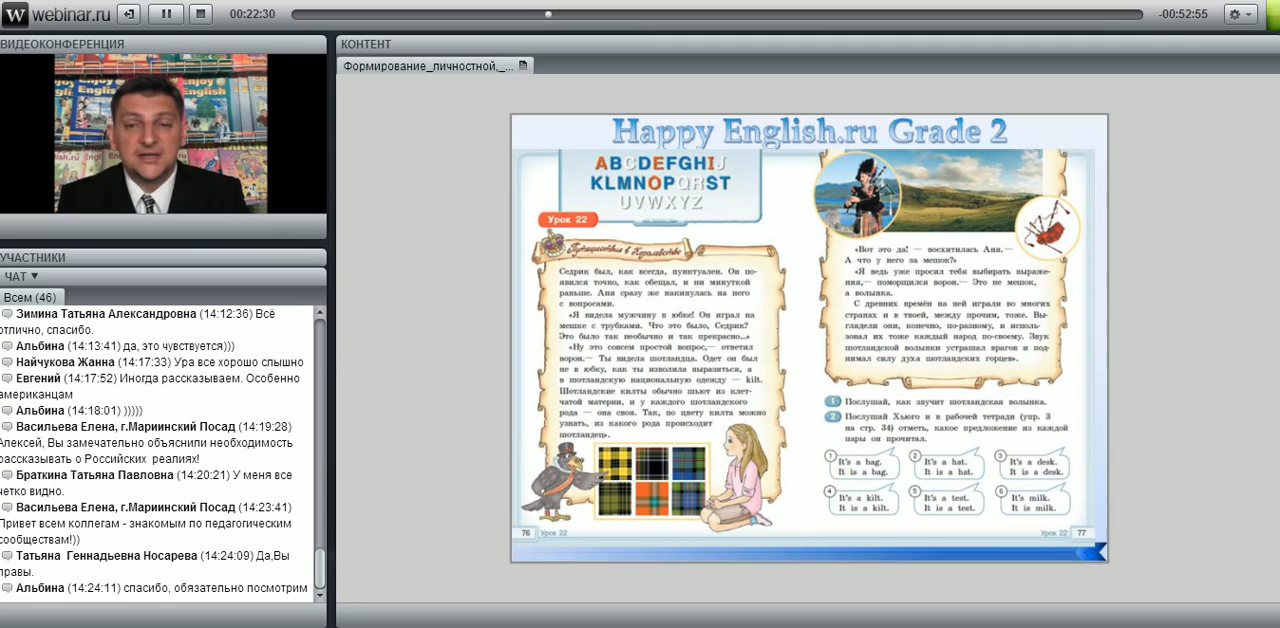 webinar.ru
00:22:30
-00:52:55
ВИДЕОКОНФЕРЕНЦИЯ
Enjoy English
УЧАСТНИКИ
ЧАТ
Всем (46)
Зимина Татьяна Александровна (14:12:36) Всё
отлично, спасибо.
Альбина (14:13:41) да, это чувствуется)))
Найчукова Жанна (14:17:33) Ура все хорошо слышно
Евгений (14:17:52) Иногда рассказываем. Особенно
американцам
Альбина (14:18:01) )))))
Васильева Елена, г.Мариинский Посад (14:19:28)
Алексей, Вы замечательно объяснили необходимость
рассказывать о Российских реалиях!
Браткина Татьяна Павловна (14:20:21) У меня все
четко видно.
Васильева Елена, г.Мариинский Посад (14:23:41)
Привет всем коллегам - знакомым по педагогическим
сообществам!))
Татьяна Геннадьевна Носарева (14:24:09) Да,Вы
правы.
Альбина (14:24:11) спасибо, обязательно посмотрим
КОНТЕНТ
Формирование_личностной,_...
Happy English.ru Grade 2
ABCDEFGHIJ
KLMNOPQRST
UVWXYZ
Урок 22
Путешествие в Королевство
Седрик был, как всегда, пунктуален. Он по-
явился точно, как обещал, и ни минуткой
раньше. Аня сразу же накинулась на него
с вопросами.
«Я видела мужчину в юбке! Он играл на
мешке с трубками. Что это было, Седрик?
Это было так необычно и так прекрасно...»
«Ну это совсем простой вопрос,— ответил
ворон.— Ты видела шотландца. Одет он был
не в юбку, как ты изволила выразиться, а
в шотландскую национальную одежду — kilt.
Шотландские килты обычно шьют из клет-
чатой материи, и у каждого шотландского
рода — она своя. Так, по цвету килта можно
узнать, из какого рода происходит
шотландец».
76 Урок 22
«Вот это да! — восхитилась Аня.—
А что у него за мешок?»
«Я ведь уже просил тебя выбирать выраже-
ния,— поморщился ворон.— Это не мешок,
а волынка.
С древних времён на ней играли во многих
странах и в твоей, между прочим, тоже. Вы-
глядели они, конечно, по-разному, и исполь-
зовал их тоже каждый народ по-своему. Звук
шотландской волынки устрашал врагов и под-
нимал силу духа шотландских горцев».
1 Послушай, как звучит шотландская волынка.
2 Послушай Хьюго и в рабочей тетради (упр. 3
на стр. 34) отметь, какое предложение из каждой
пары он прочитал.
1 It's a bag. It is a bag.
2 It's a hat. It is a hat.
3 It's a desk. It is a desk.
4 It's a kilt. It is a kilt.
5 It's a test. It is a test.
6 It's milk. It is milk.
Урок 22 77